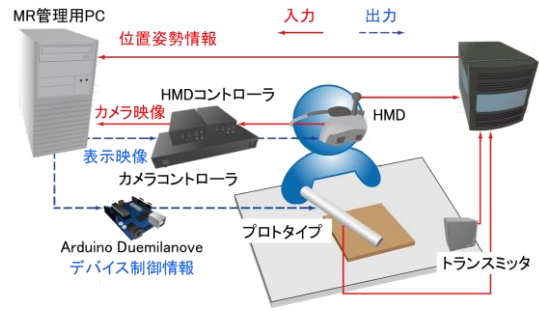 MR管理用PC
入力
出力
位置姿勢情報
HMDコントローラ
カメラ映像
HMD
表示映像
カメラコントローラ
プロトタイプ
Arduino Duemilanove
トランスミッタ
デバイス制御情報